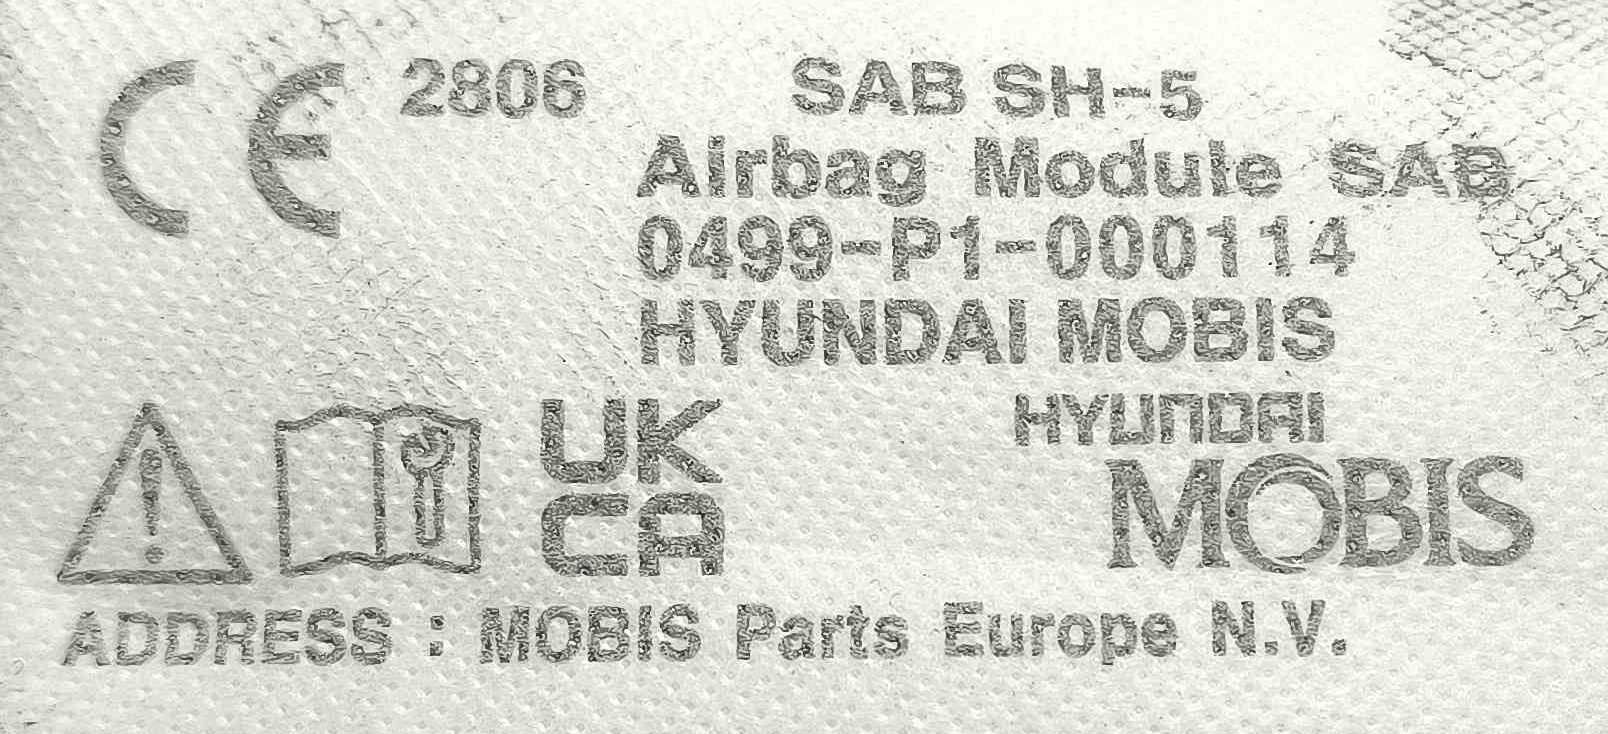 CE 2806 SAB SH-5
Airbag Module SAB
0499-P1-000114
HYUNDAI MOBIS
UK
CA
HYUNDAI
MOBIS
ADDRESS : MOBIS Parts Europe N.V.